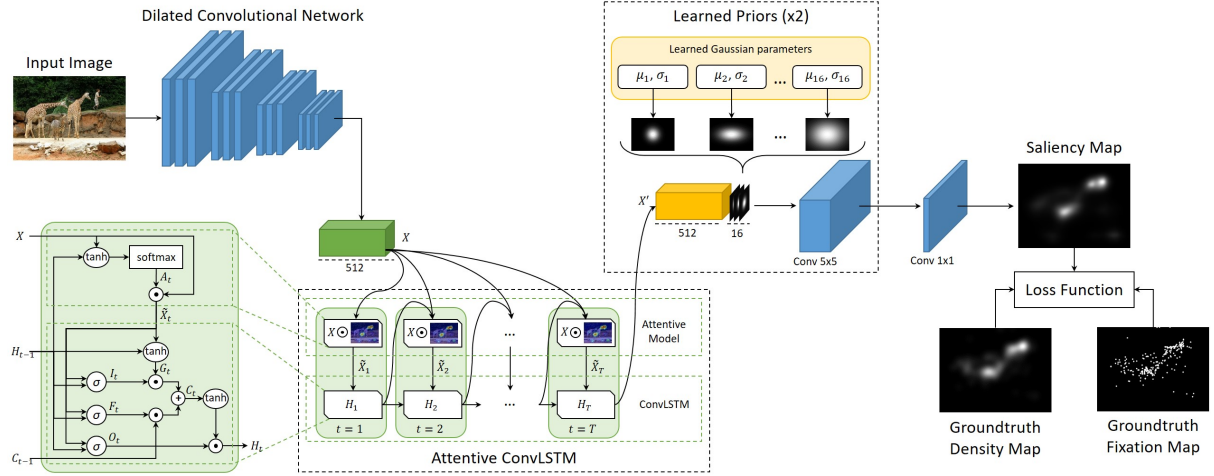 Dilated Convolutional Network
Input Image
Learned Priors (x2)
Learned Gaussian parameters
μ₁, σ₁
μ₂, σ₂
...
μ₁₆, σ₁₆
...
X'
512
16
Conv 5x5
Conv 1x1
Saliency Map
Loss Function
Groundtruth
Density Map
Groundtruth
Fixation Map
X
512
X
tanh
softmax
Aₜ
X̃ₜ
Hₜ₋₁
tanh
Gₜ
σ
Iₜ
Cₜ
tanh
σ
Fₜ
σ
Oₜ
Cₜ₋₁
Hₜ
X
X
...
X
Attentive
Model
X̃₁
X̃₂
X̃_T
H₁
H₂
...
H_T
ConvLSTM
t = 1
t = 2
t = T
Attentive ConvLSTM